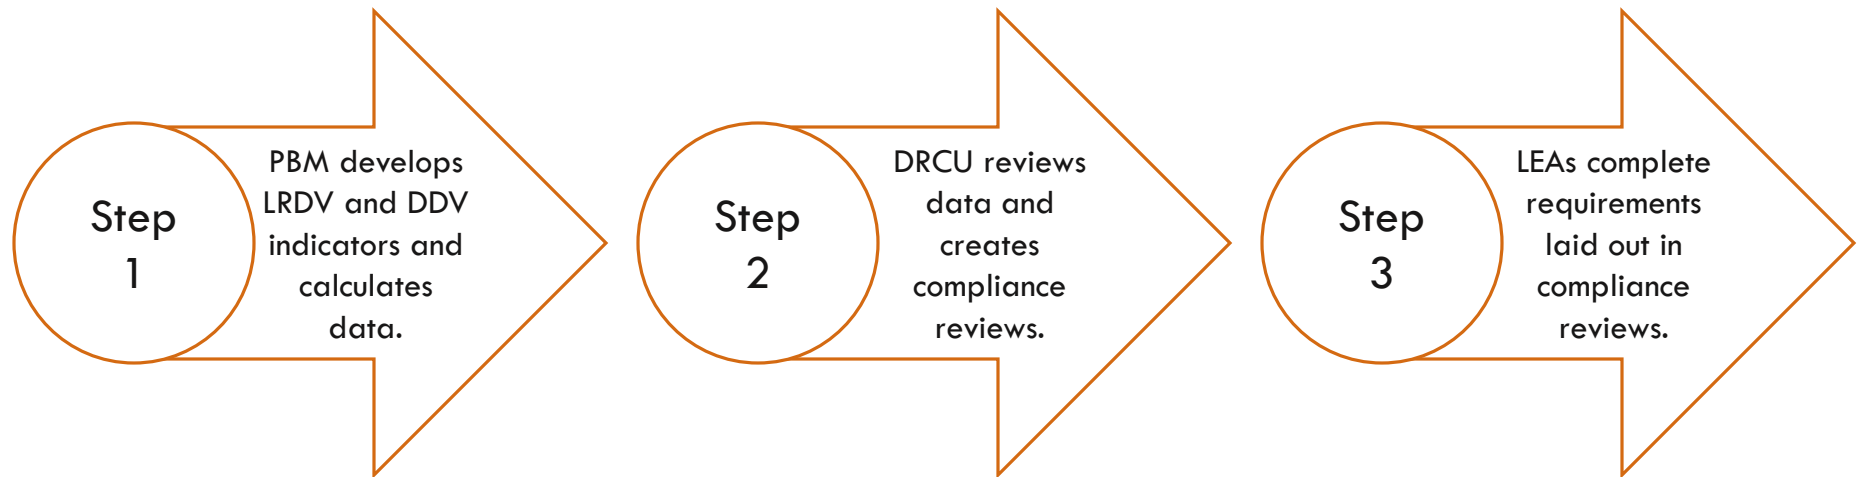 Step
1
PBM develops
LRDV and DDV
indicators and
calculates
data.
Step
2
DRCU reviews
data and
creates
compliance
reviews.
Step
3
LEAs complete
requirements
laid out in
compliance
reviews.